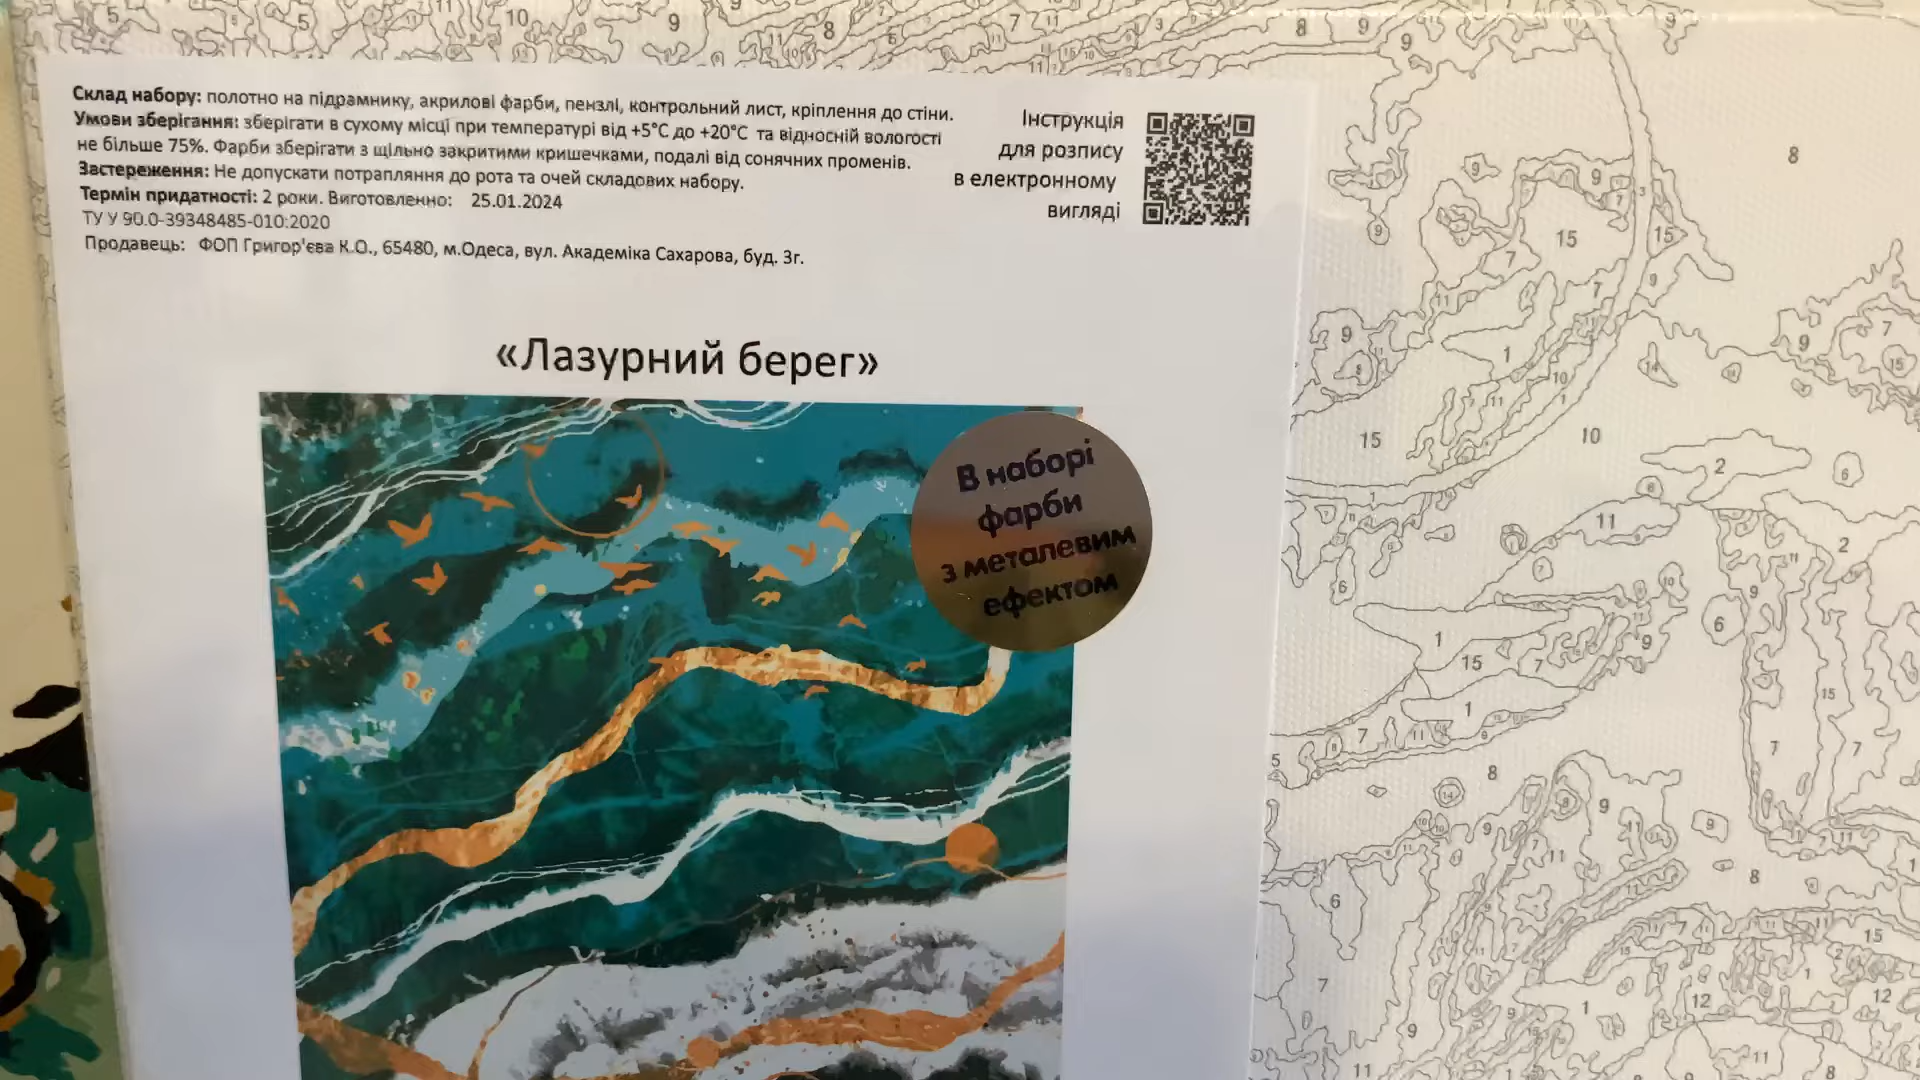 Склад набору: полотно на підрамнику, акрилові фарби, пензлі, контрольний лист, кріплення до стіни.
Умови зберігання: зберігати в сухому місці при температурі від +5°C до +20°C та відносній вологості
не більше 75%. Фарби зберігати з щільно закритими кришечками, подалі від сонячних променів.
Застереження: Не допускати потрапляння до рота та очей складових набору.
Термін придатності: 2 роки. Виготовленно: 25.01.2024
ТУ У 90.0-39348485-010:2020
Продавець: ФОП Григор'єва К.О., 65480, м.Одеса, вул. Академіка Сахарова, буд. 3г.
Інструкція
для розпису
в електронному
вигляді
«Лазурний берег»
В наборі
фарби
з металевим
ефектом